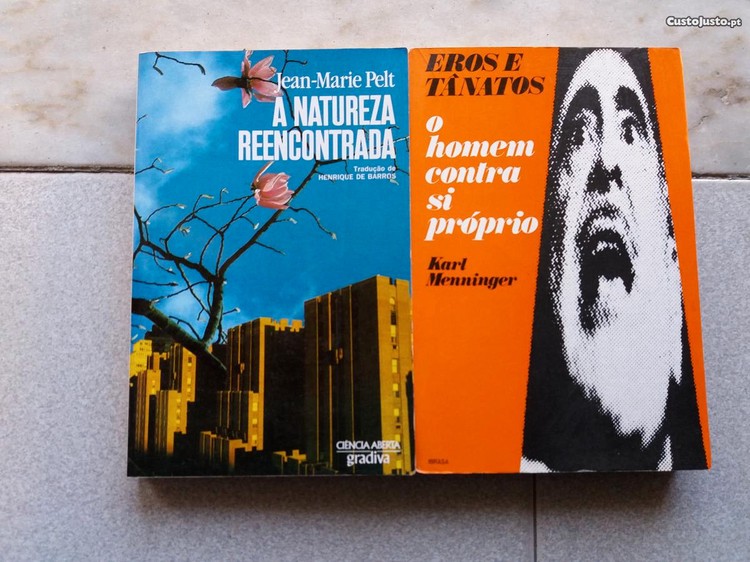 CustoJusto.pt
Jean-Marie Pelt
A NATUREZA
REENCONTRADA
Tradução de
HENRIQUE DE BARROS
CIÊNCIA ABERTA
gradiva
EROS E
TÂNATOS
o
homem
contra
si
próprio
Karl
Menninger